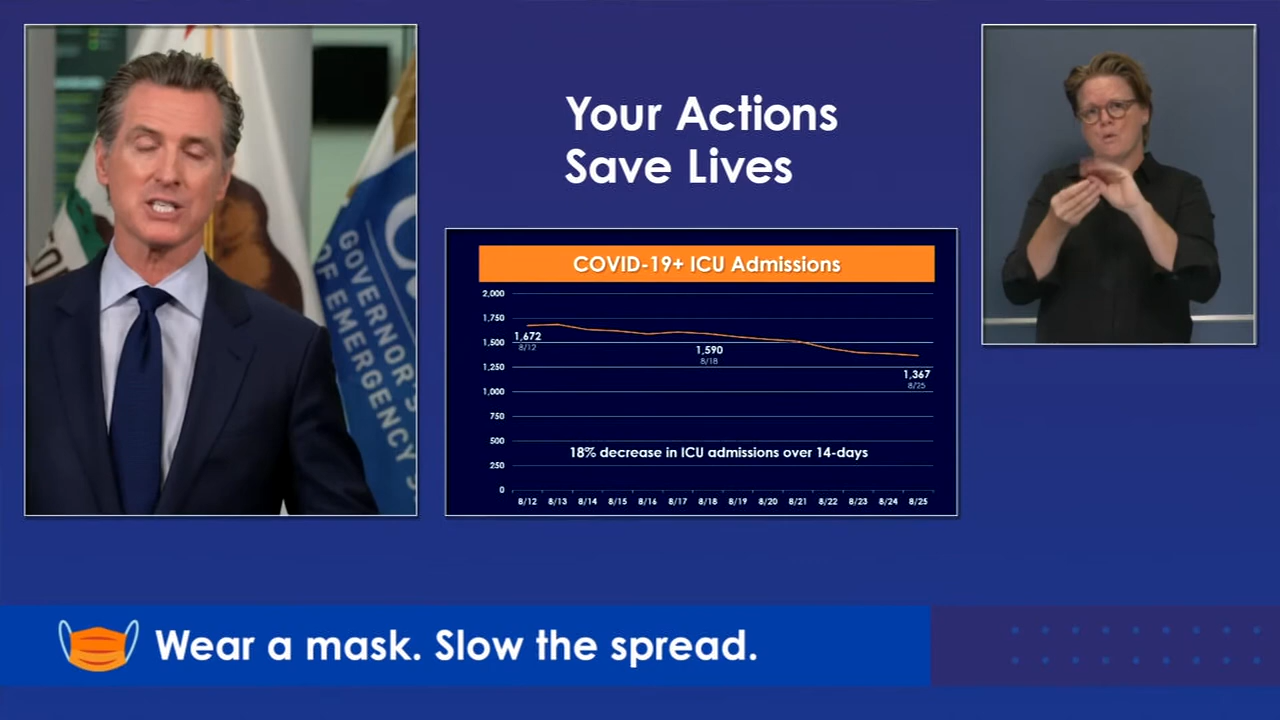 Your Actions
Save Lives
GOVERNOR'S
OF EMERGENCY
COVID-19+ ICU Admissions
2,000
1,750
1,500
1,250
1,000
750
500
250
0
1,672
8/12
1,590
8/18
1,367
8/25
18% decrease in ICU admissions over 14-days
8/12 8/13 8/14 8/15 8/16 8/17 8/18 8/19 8/20 8/21 8/22 8/23 8/24 8/25
Wear a mask. Slow the spread.